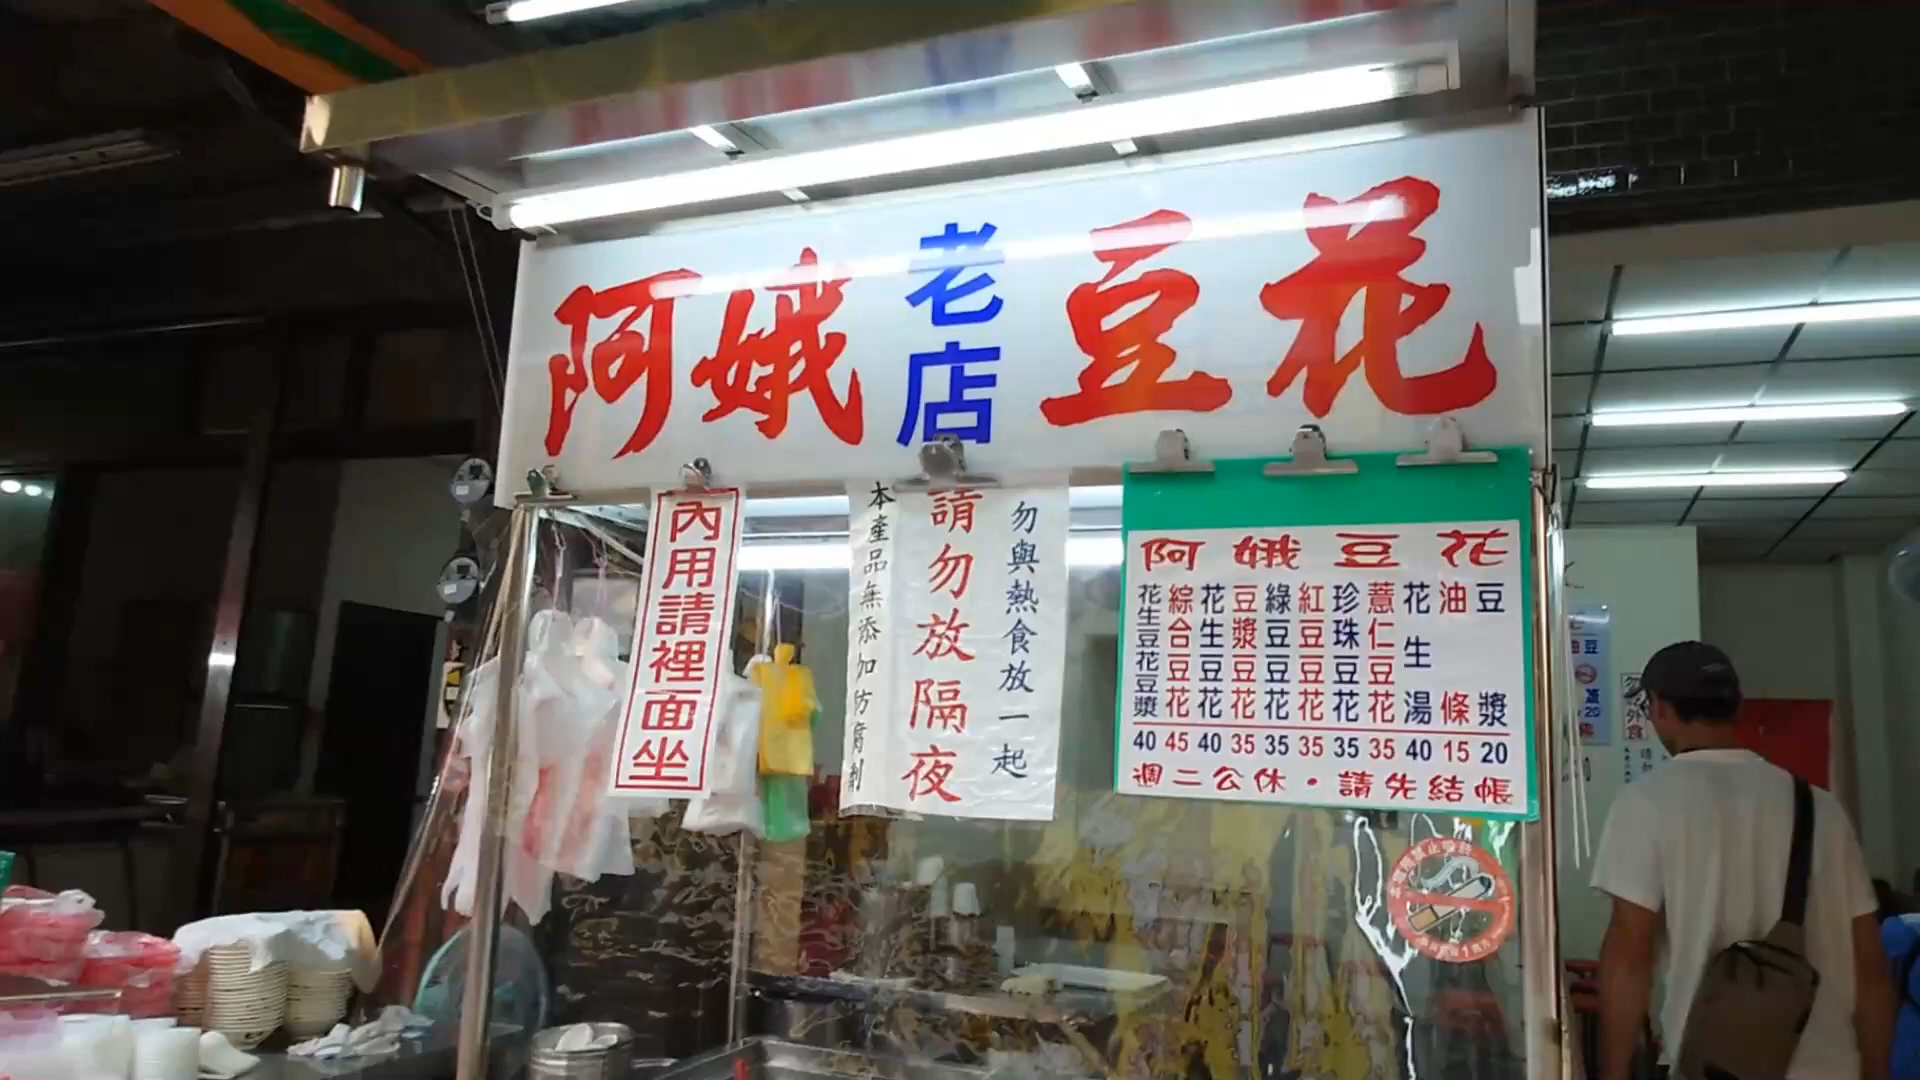 阿娥老店豆花
內用請裡面坐
勿與熱食放一起
請勿放隔夜
本產品無添加防腐劑
阿娥豆花
豆漿 20
油條 15
花生湯 40
薏仁豆花 35
珍珠豆花 35
紅豆豆花 35
綠豆豆花 35
豆漿豆花 35
花生豆花 40
綜合豆花 45
花生豆花豆漿 40
週二公休·請先結帳